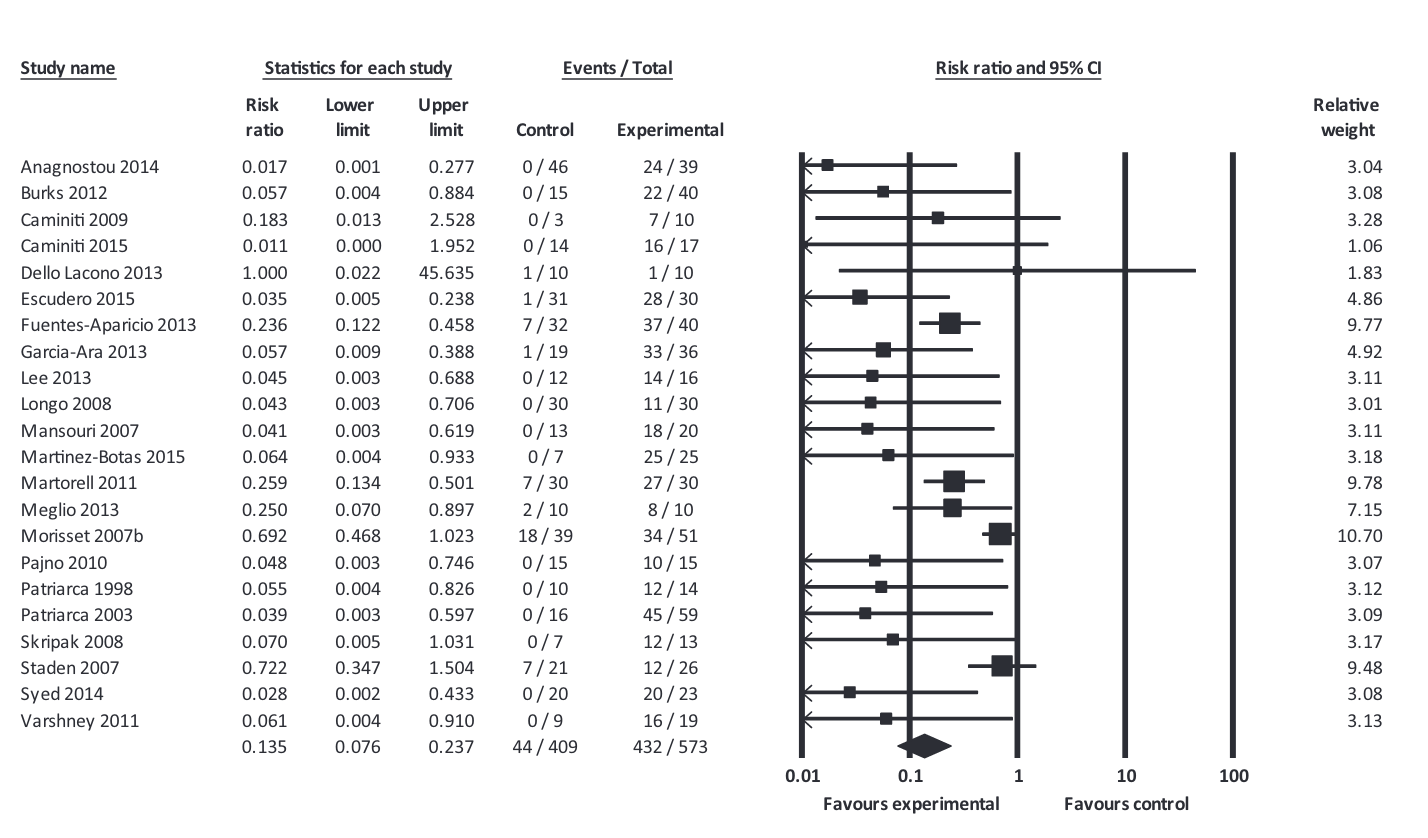 Study name Statistics for each study Events / Total Risk ratio and 95% CI
Risk Lower Upper Relative
ratio limit limit Control Experimental weight
Anagnostou 2014 0.017 0.001 0.277 0 / 46 24 / 39 3.04
Burks 2012 0.057 0.004 0.884 0 / 15 22 / 40 3.08
Caminiti 2009 0.183 0.013 2.528 0 / 3 7 / 10 3.28
Caminiti 2015 0.011 0.000 1.952 0 / 14 16 / 17 1.06
Dello Lacono 2013 1.000 0.022 45.635 1 / 10 1 / 10 1.83
Escudero 2015 0.035 0.005 0.238 1 / 31 28 / 30 4.86
Fuentes-Aparicio 2013 0.236 0.122 0.458 7 / 32 37 / 40 9.77
Garcia-Ara 2013 0.057 0.009 0.388 1 / 19 33 / 36 4.92
Lee 2013 0.045 0.003 0.688 0 / 12 14 / 16 3.11
Longo 2008 0.043 0.003 0.706 0 / 30 11 / 30 3.01
Mansouri 2007 0.041 0.003 0.619 0 / 13 18 / 20 3.11
Martinez-Botas 2015 0.064 0.004 0.933 0 / 7 25 / 25 3.18
Martorell 2011 0.259 0.134 0.501 7 / 30 27 / 30 9.78
Meglio 2013 0.250 0.070 0.897 2 / 10 8 / 10 7.15
Morisset 2007b 0.692 0.468 1.023 18 / 39 34 / 51 10.70
Pajno 2010 0.048 0.003 0.746 0 / 15 10 / 15 3.07
Patriarca 1998 0.055 0.004 0.826 0 / 10 12 / 14 3.12
Patriarca 2003 0.039 0.003 0.597 0 / 16 45 / 59 3.09
Skripak 2008 0.070 0.005 1.031 0 / 7 12 / 13 3.17
Staden 2007 0.722 0.347 1.504 7 / 21 12 / 26 9.48
Syed 2014 0.028 0.002 0.433 0 / 20 20 / 23 3.08
Varshney 2011 0.061 0.004 0.910 0 / 9 16 / 19 3.13
0.135 0.076 0.237 44 / 409 432 / 573
0.01 0.1 1 10 100
Favours experimental Favours control